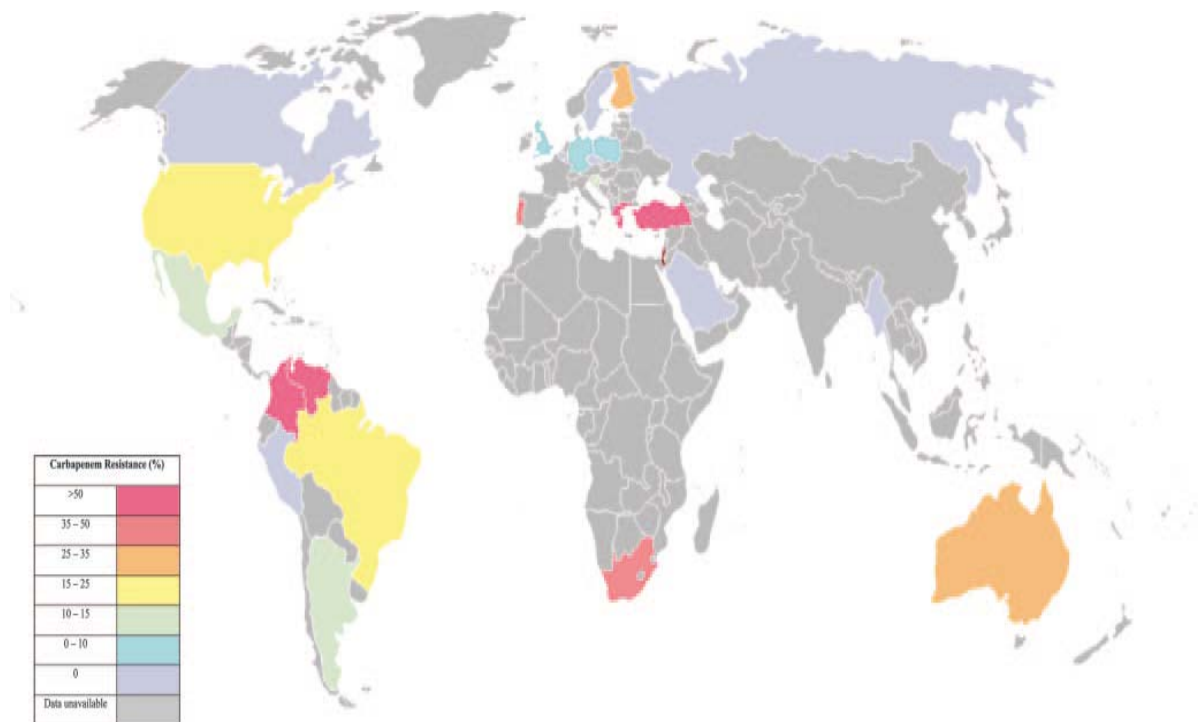 Carbapenem Resistance (%)
>50
35 – 50
25 – 35
15 – 25
10 – 15
0 – 10
0
Data unavailable